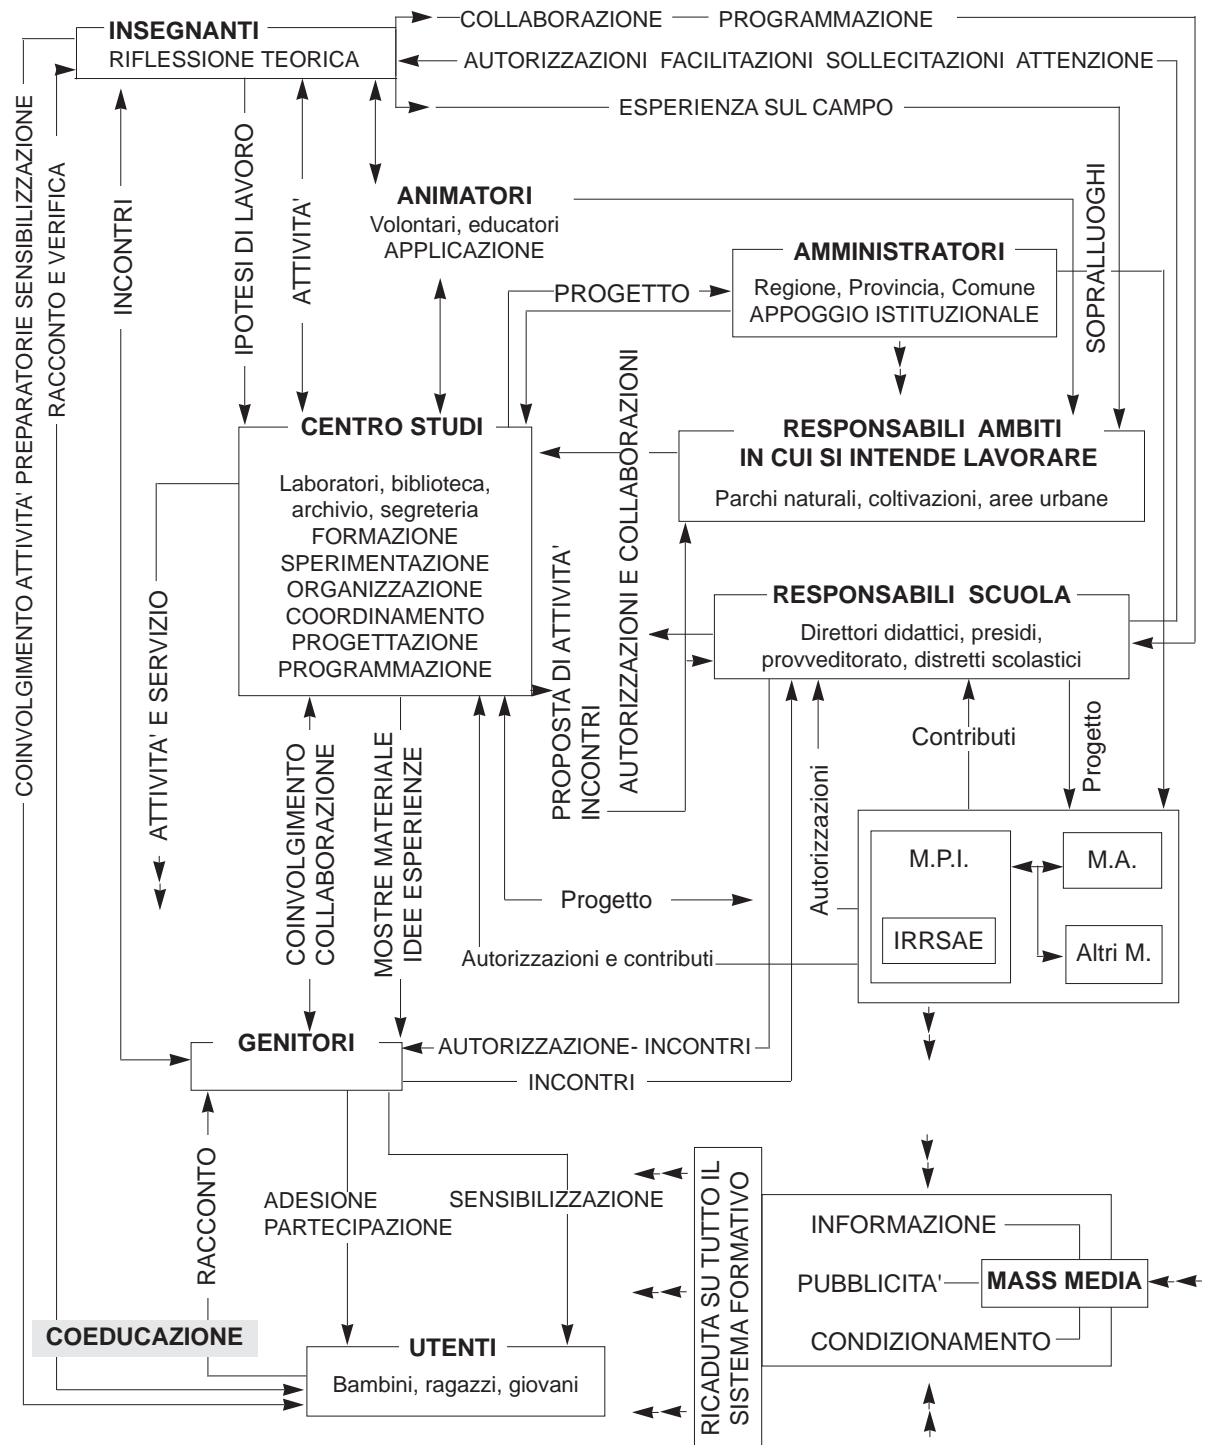 COLLABORAZIONE
PROGRAMMAZIONE
INSEGNANTI
RIFLESSIONE TEORICA
AUTORIZZAZIONI FACILITAZIONI SOLLECITAZIONI ATTENZIONE
ESPERIENZA SUL CAMPO
COINVOLGIMENTO ATTIVITA' PREPARATORIE SENSIBILIZZAZIONE
RACCONTO E VERIFICA
INCONTRI
IPOTESI DI LAVORO
ATTIVITA'
ANIMATORI
Volontari, educatori
APPLICAZIONE
SOPRALLUOGHI
AMMINISTRATORI
Regione, Provincia, Comune
APPOGGIO ISTITUZIONALE
PROGETTO
CENTRO STUDI
Laboratori, biblioteca,
archivio, segreteria
FORMAZIONE
SPERIMENTAZIONE
ORGANIZZAZIONE
COORDINAMENTO
PROGETTAZIONE
PROGRAMMAZIONE
RESPONSABILI AMBITI
IN CUI SI INTENDE LAVORARE
Parchi naturali, coltivazioni, aree urbane
AUTORIZZAZIONI E COLLABORAZIONI
PROPOSTA DI ATTIVITA'
INCONTRI
RESPONSABILI SCUOLA
Direttori didattici, presidi,
provveditorato, distretti scolastici
ATTIVITA' E SERVIZIO
COINVOLGIMENTO
COLLABORAZIONE
MOSTRE MATERIALE
IDEE ESPERIENZE
Contributi
Progetto
Autorizzazioni
M.P.I.
M.A.
IRRSAE
Altri M.
Progetto
Autorizzazioni e contributi
GENITORI
AUTORIZZAZIONE- INCONTRI
INCONTRI
RACCONTO
ADESIONE
PARTECIPAZIONE
SENSIBILIZZAZIONE
RICADUTA SU TUTTO IL
SISTEMA FORMATIVO
INFORMAZIONE
PUBBLICITA'
MASS MEDIA
CONDIZIONAMENTO
COEDUCAZIONE
UTENTI
Bambini, ragazzi, giovani